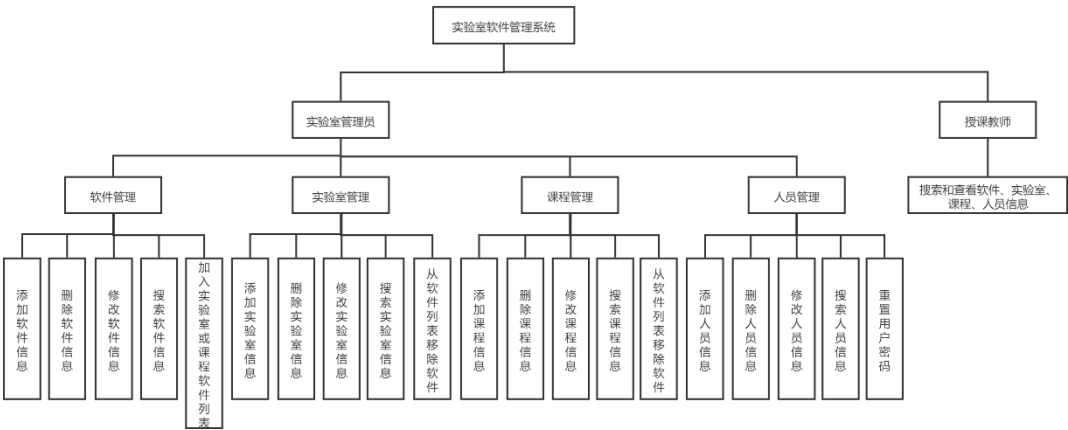 实验室软件管理系统
实验室管理员
授课教师
软件管理
实验室管理
课程管理
人员管理
搜索和查看软件、实验室、
课程、人员信息
添加软件信息
删除软件信息
修改软件信息
搜索软件信息
加入实验室或课程软件列表
添加实验室信息
删除实验室信息
修改实验室信息
搜索实验室信息
从软件列表移除软件
添加课程信息
删除课程信息
修改课程信息
搜索课程信息
从软件列表移除软件
添加人员信息
删除人员信息
修改人员信息
搜索人员信息
重置用户密码